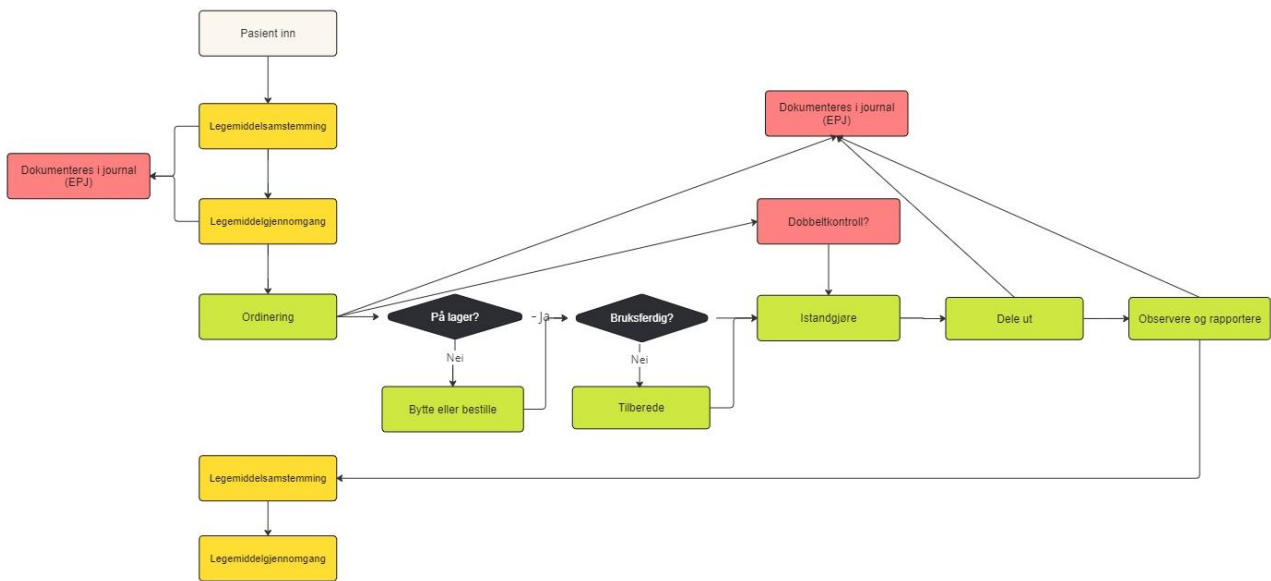 Pasient inn
Legemiddelsamstemming
Dokumenteres i journal
(EPJ)
Legemiddelgjennomgang
Ordinering
På lager?
Nei
Bytte eller bestille
Ja
Bruksferdig?
Nei
Tilberede
Dokumenteres i journal
(EPJ)
Dobbeltkontroll?
Istandgjøre
Dele ut
Observere og rapportere
Legemiddelsamstemming
Legemiddelgjennomgang